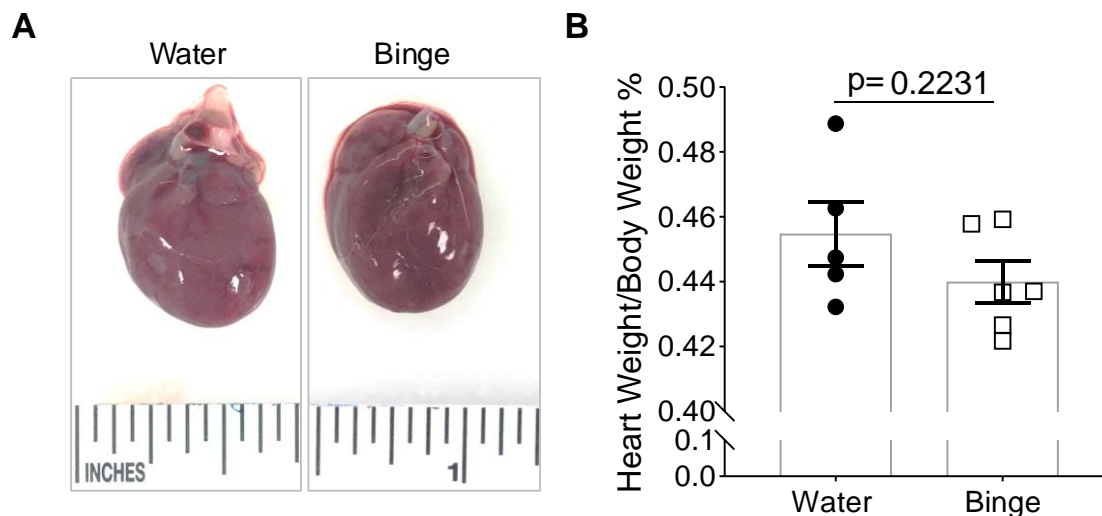 A
Water
Binge
INCHES
1
B
p= 0.2231
Heart Weight/Body Weight %
0.50
0.48
0.46
0.44
0.42
0.40
0.1
0.0
Water
Binge